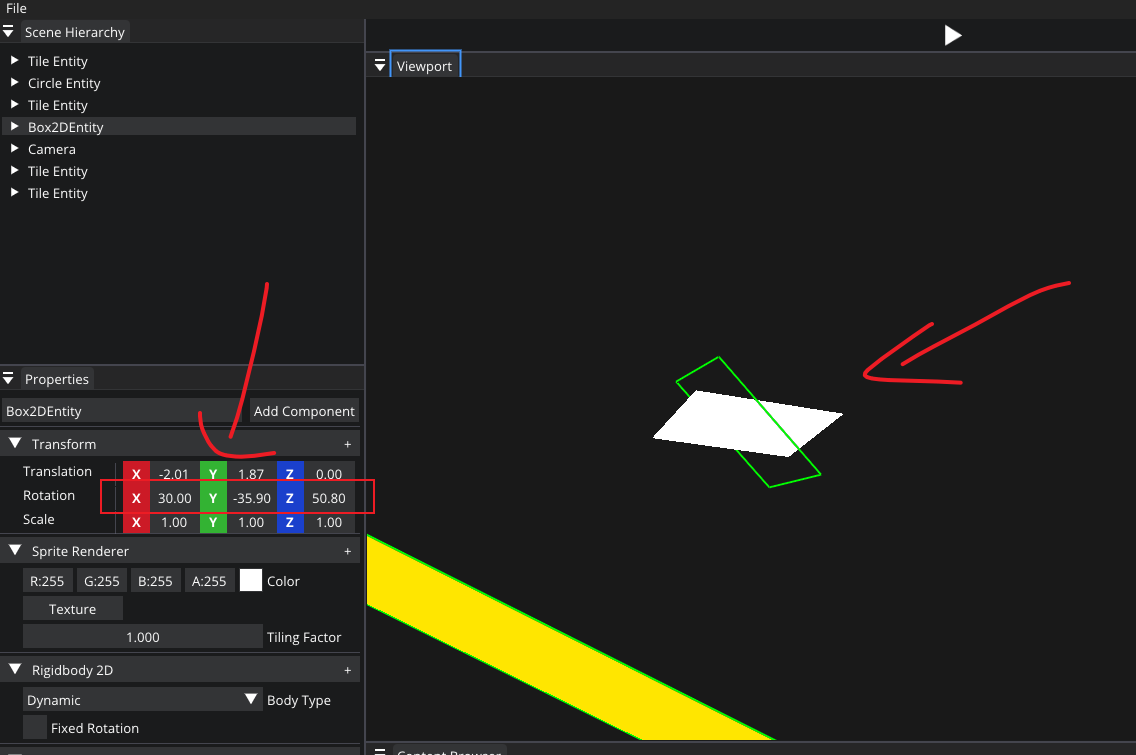 File
Scene Hierarchy
Tile Entity
Circle Entity
Tile Entity
Box2DEntity
Camera
Tile Entity
Tile Entity
Viewport
Properties
Box2DEntity Add Component
Transform +
Translation X -2.01 Y 1.87 Z 0.00
Rotation X 30.00 Y -35.90 Z 50.80
Scale X 1.00 Y 1.00 Z 1.00
Sprite Renderer +
R:255 G:255 B:255 A:255 Color
Texture
1.000 Tiling Factor
Rigidbody 2D +
Dynamic Body Type
Fixed Rotation
Content Browser